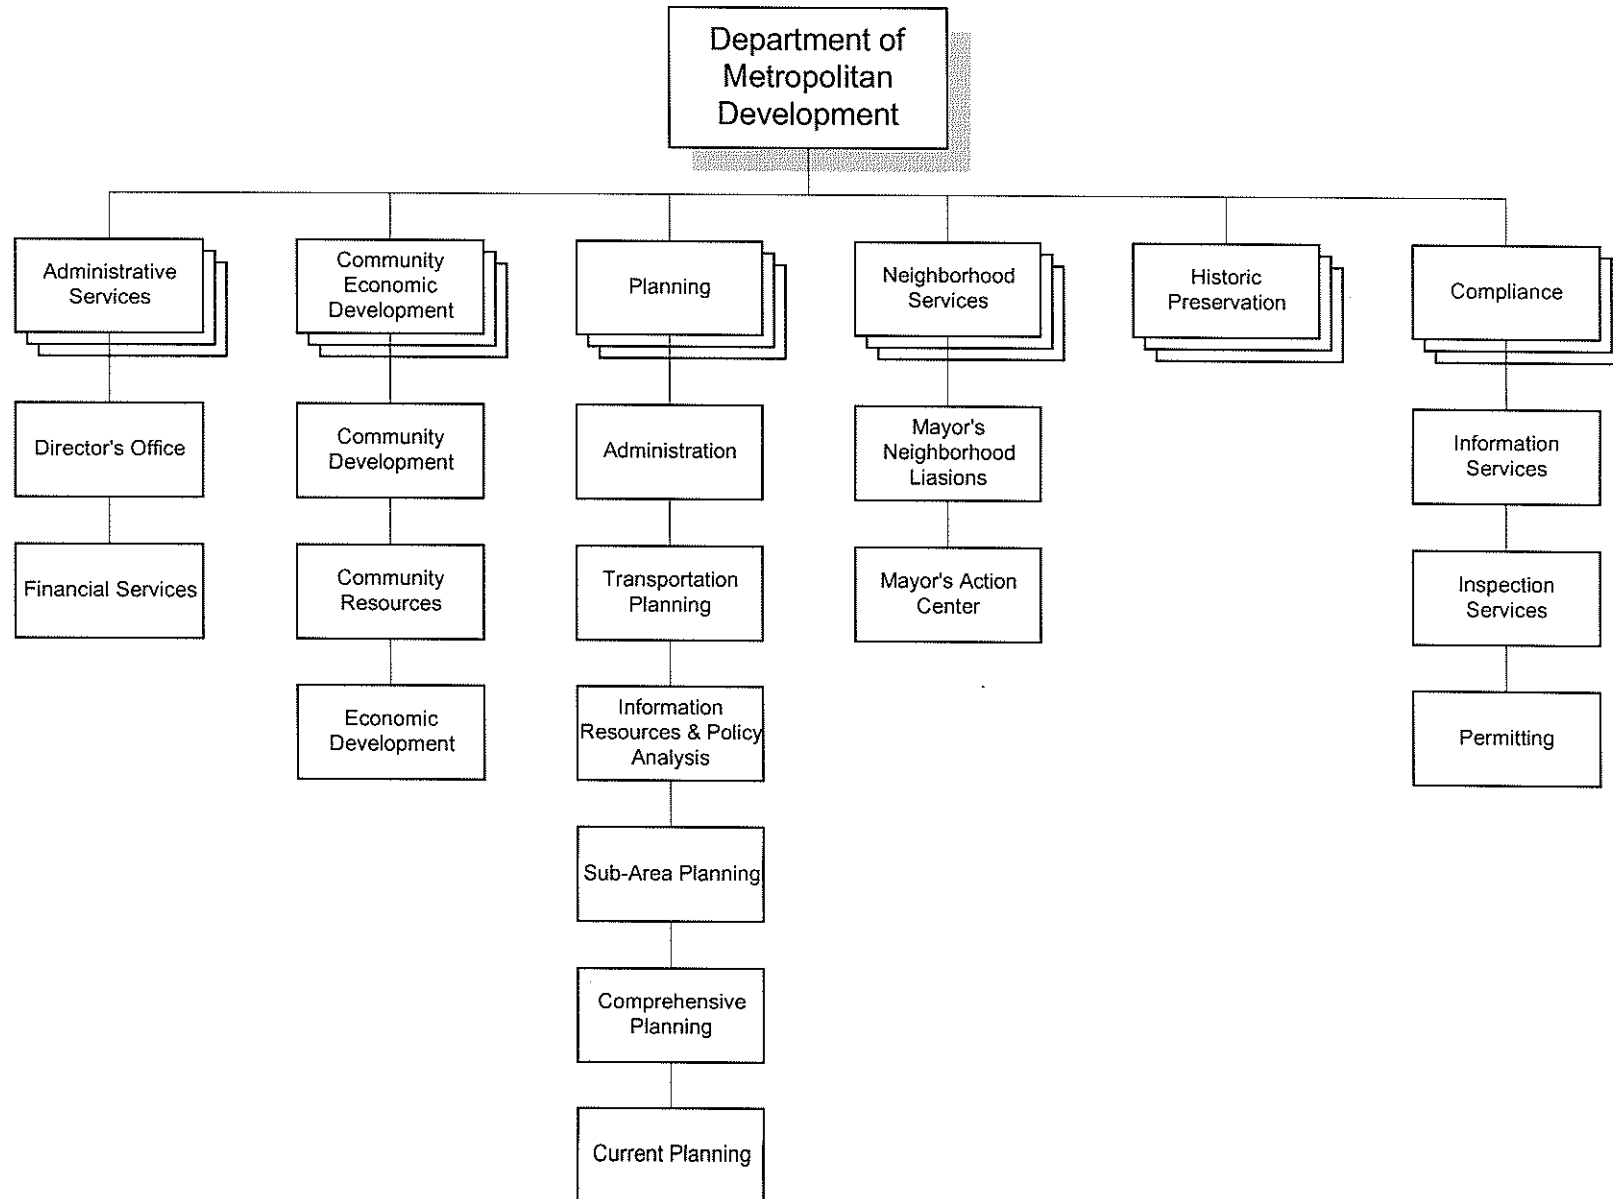 Department of
Metropolitan
Development
Administrative
Services
Community
Economic
Development
Planning
Neighborhood
Services
Historic
Preservation
Compliance
Director's Office
Community
Development
Administration
Mayor's
Neighborhood
Liasions
Information
Services
Financial Services
Community
Resources
Transportation
Planning
Mayor's Action
Center
Inspection
Services
Economic
Development
Information
Resources & Policy
Analysis
Permitting
Sub-Area Planning
Comprehensive
Planning
Current Planning